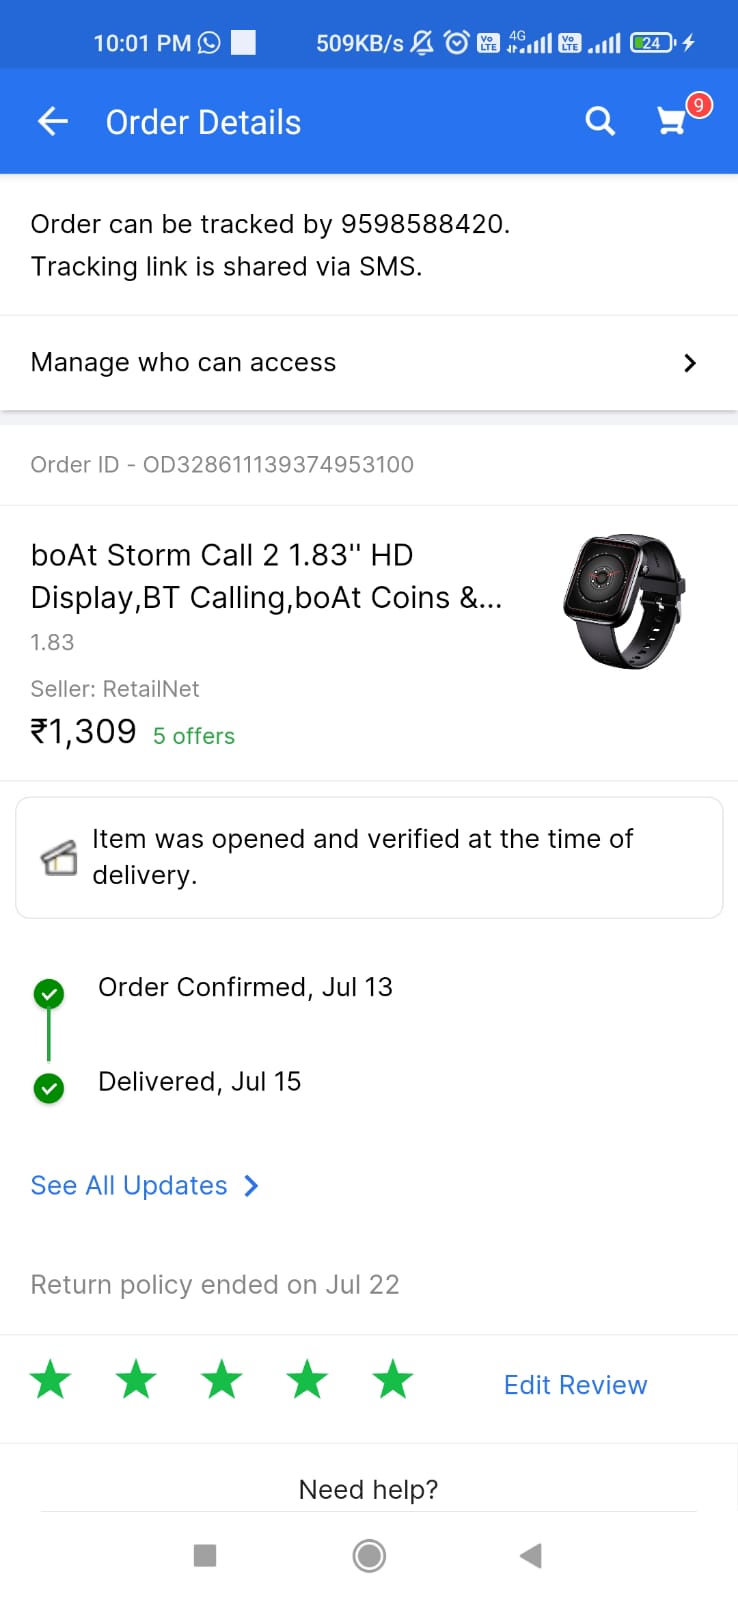 10:01 PM 509KB/s Vo LTE 4G Vo LTE 24
Order Details 9
Order can be tracked by 9598588420.
Tracking link is shared via SMS.
Manage who can access
Order ID - OD328611139374953100
boAt Storm Call 2 1.83'' HD
Display,BT Calling,boAt Coins &...
1.83
Seller: RetailNet
₹1,309 5 offers
Item was opened and verified at the time of
delivery.
Order Confirmed, Jul 13
Delivered, Jul 15
See All Updates
Return policy ended on Jul 22
Edit Review
Need help?